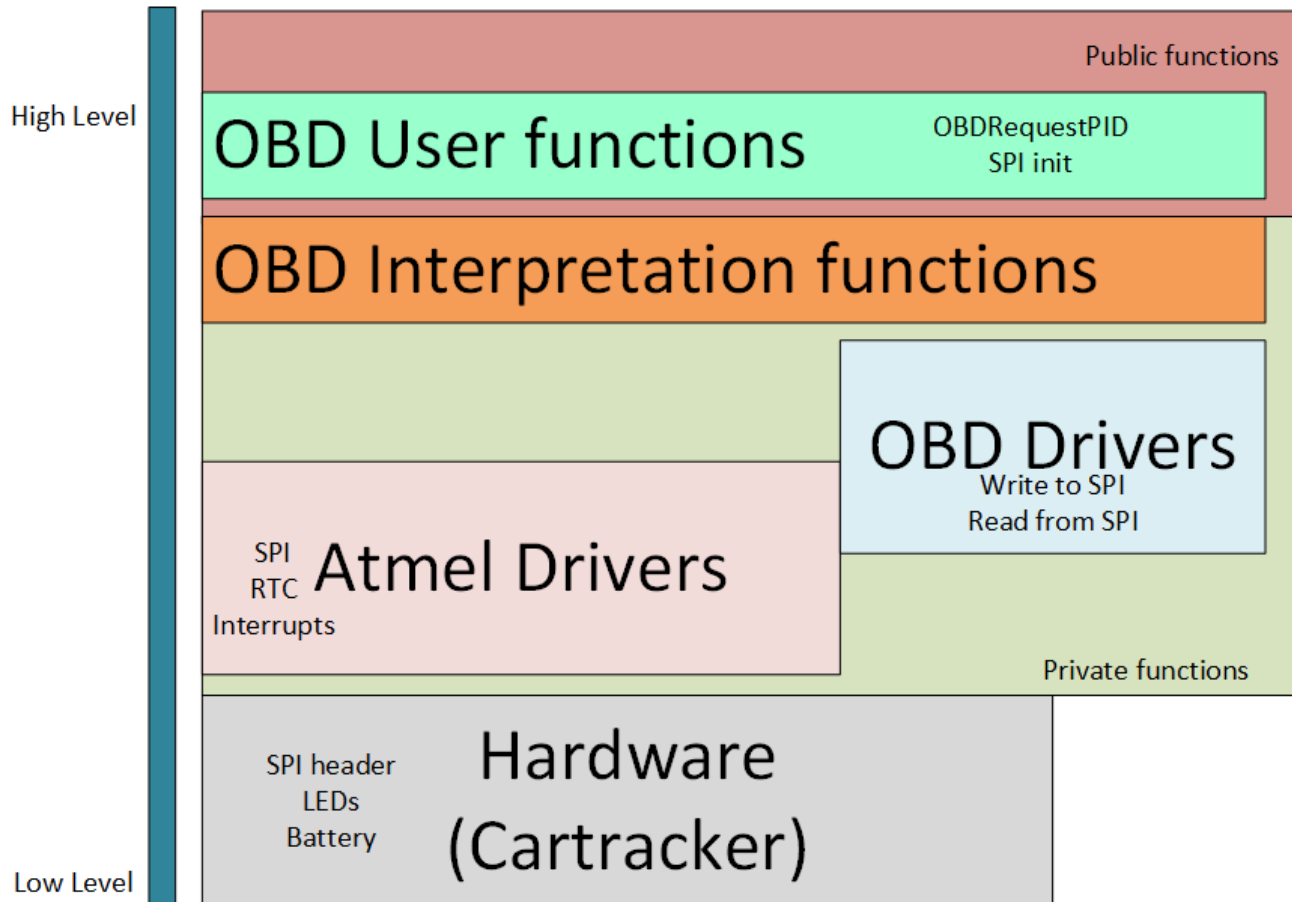 Public functions
High Level
OBD User functions
OBDRequestPID
SPI init
OBD Interpretation functions
OBD Drivers
Write to SPI
Read from SPI
SPI
RTC
Interrupts
Atmel Drivers
Private functions
Hardware
(Cartracker)
SPI header
LEDs
Battery
Low Level